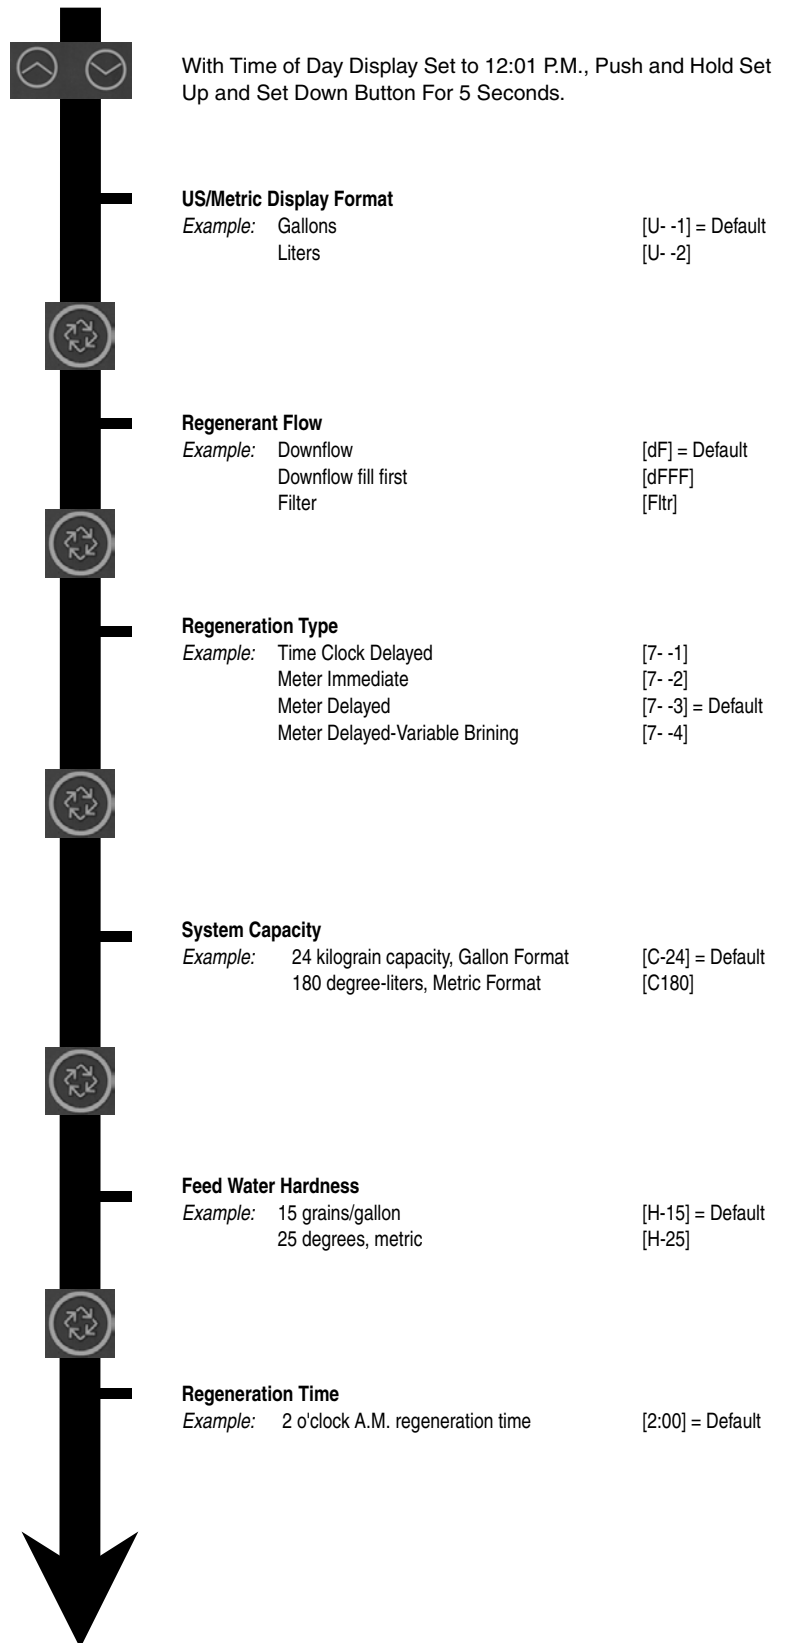 With Time of Day Display Set to 12:01 P.M., Push and Hold Set
Up and Set Down Button For 5 Seconds.
US/Metric Display Format
Example: Gallons [U- -1] = Default
Liters [U- -2]
Regenerant Flow
Example: Downflow [dF] = Default
Downflow fill first [dFFF]
Filter [Fltr]
Regeneration Type
Example: Time Clock Delayed [7- -1]
Meter Immediate [7- -2]
Meter Delayed [7- -3] = Default
Meter Delayed-Variable Brining [7- -4]
System Capacity
Example: 24 kilograin capacity, Gallon Format [C-24] = Default
180 degree-liters, Metric Format [C180]
Feed Water Hardness
Example: 15 grains/gallon [H-15] = Default
25 degrees, metric [H-25]
Regeneration Time
Example: 2 o'clock A.M. regeneration time [2:00] = Default